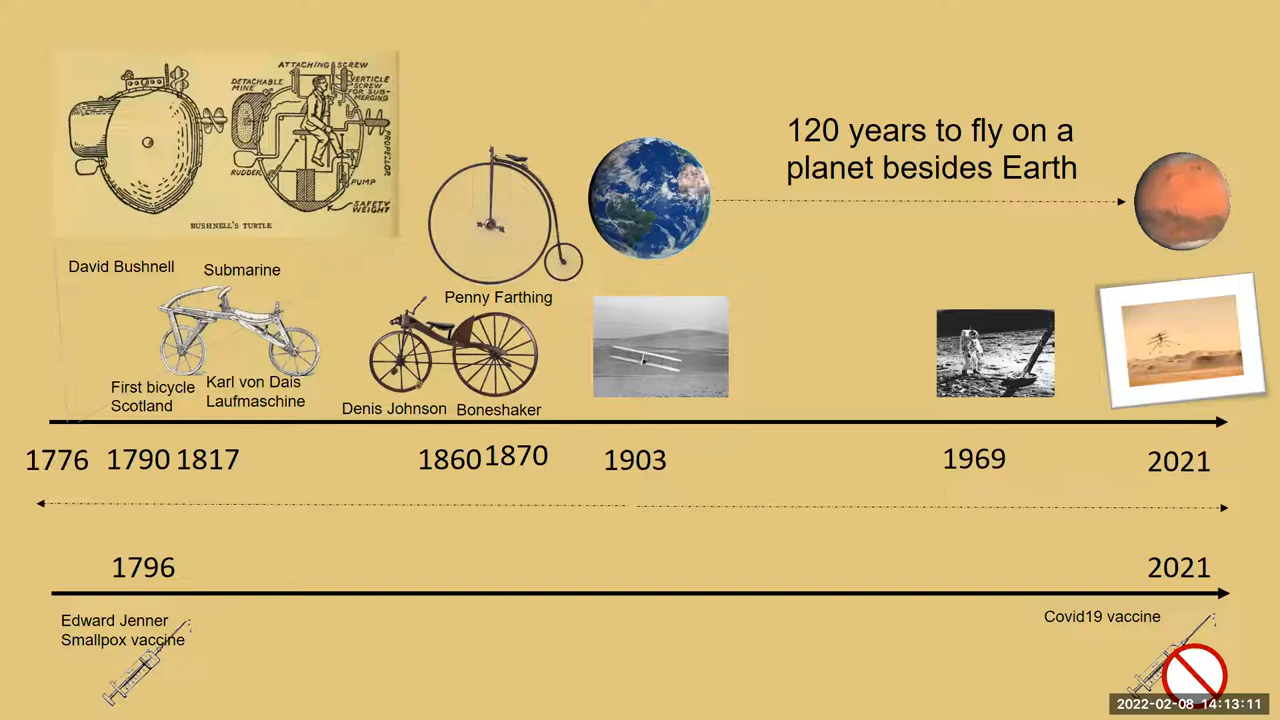 ATTACHING SCREW
DETACHABLE
MINE
VERTICLE
SCREW
FOR SUB-
MERGING
PROPELLOR
RUDDER
PUMP
SAFETY
WEIGHT
BUSHNELL'S TURTLE
120 years to fly on a
planet besides Earth
David Bushnell
Submarine
Penny Farthing
First bicycle
Scotland
Karl von Dais
Laufmaschine
Denis Johnson
Boneshaker
1776
1790
1817
1860
1870
1903
1969
2021
1796
2021
Edward Jenner
Smallpox vaccine
Covid19 vaccine
2022-02-08 14:13:11